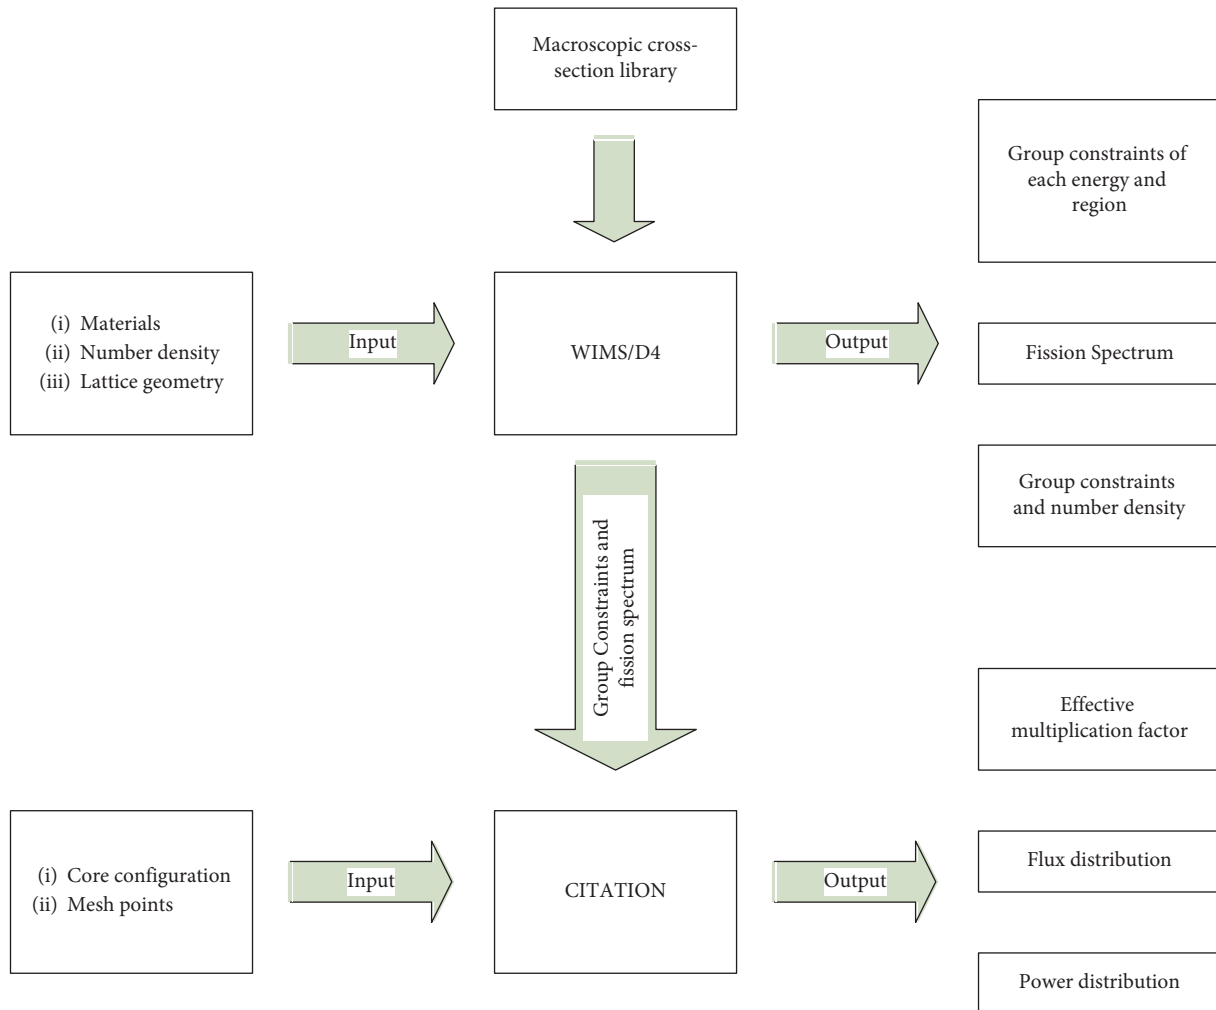 Macroscopic cross-
section library
Group constraints of
each energy and
region
(i) Materials
(ii) Number density
(iii) Lattice geometry
Input
WIMS/D4
Output
Fission Spectrum
Group constraints
and number density
Group Constraints and
fission spectrum
Effective
multiplication factor
(i) Core configuration
(ii) Mesh points
Input
CITATION
Output
Flux distribution
Power distribution